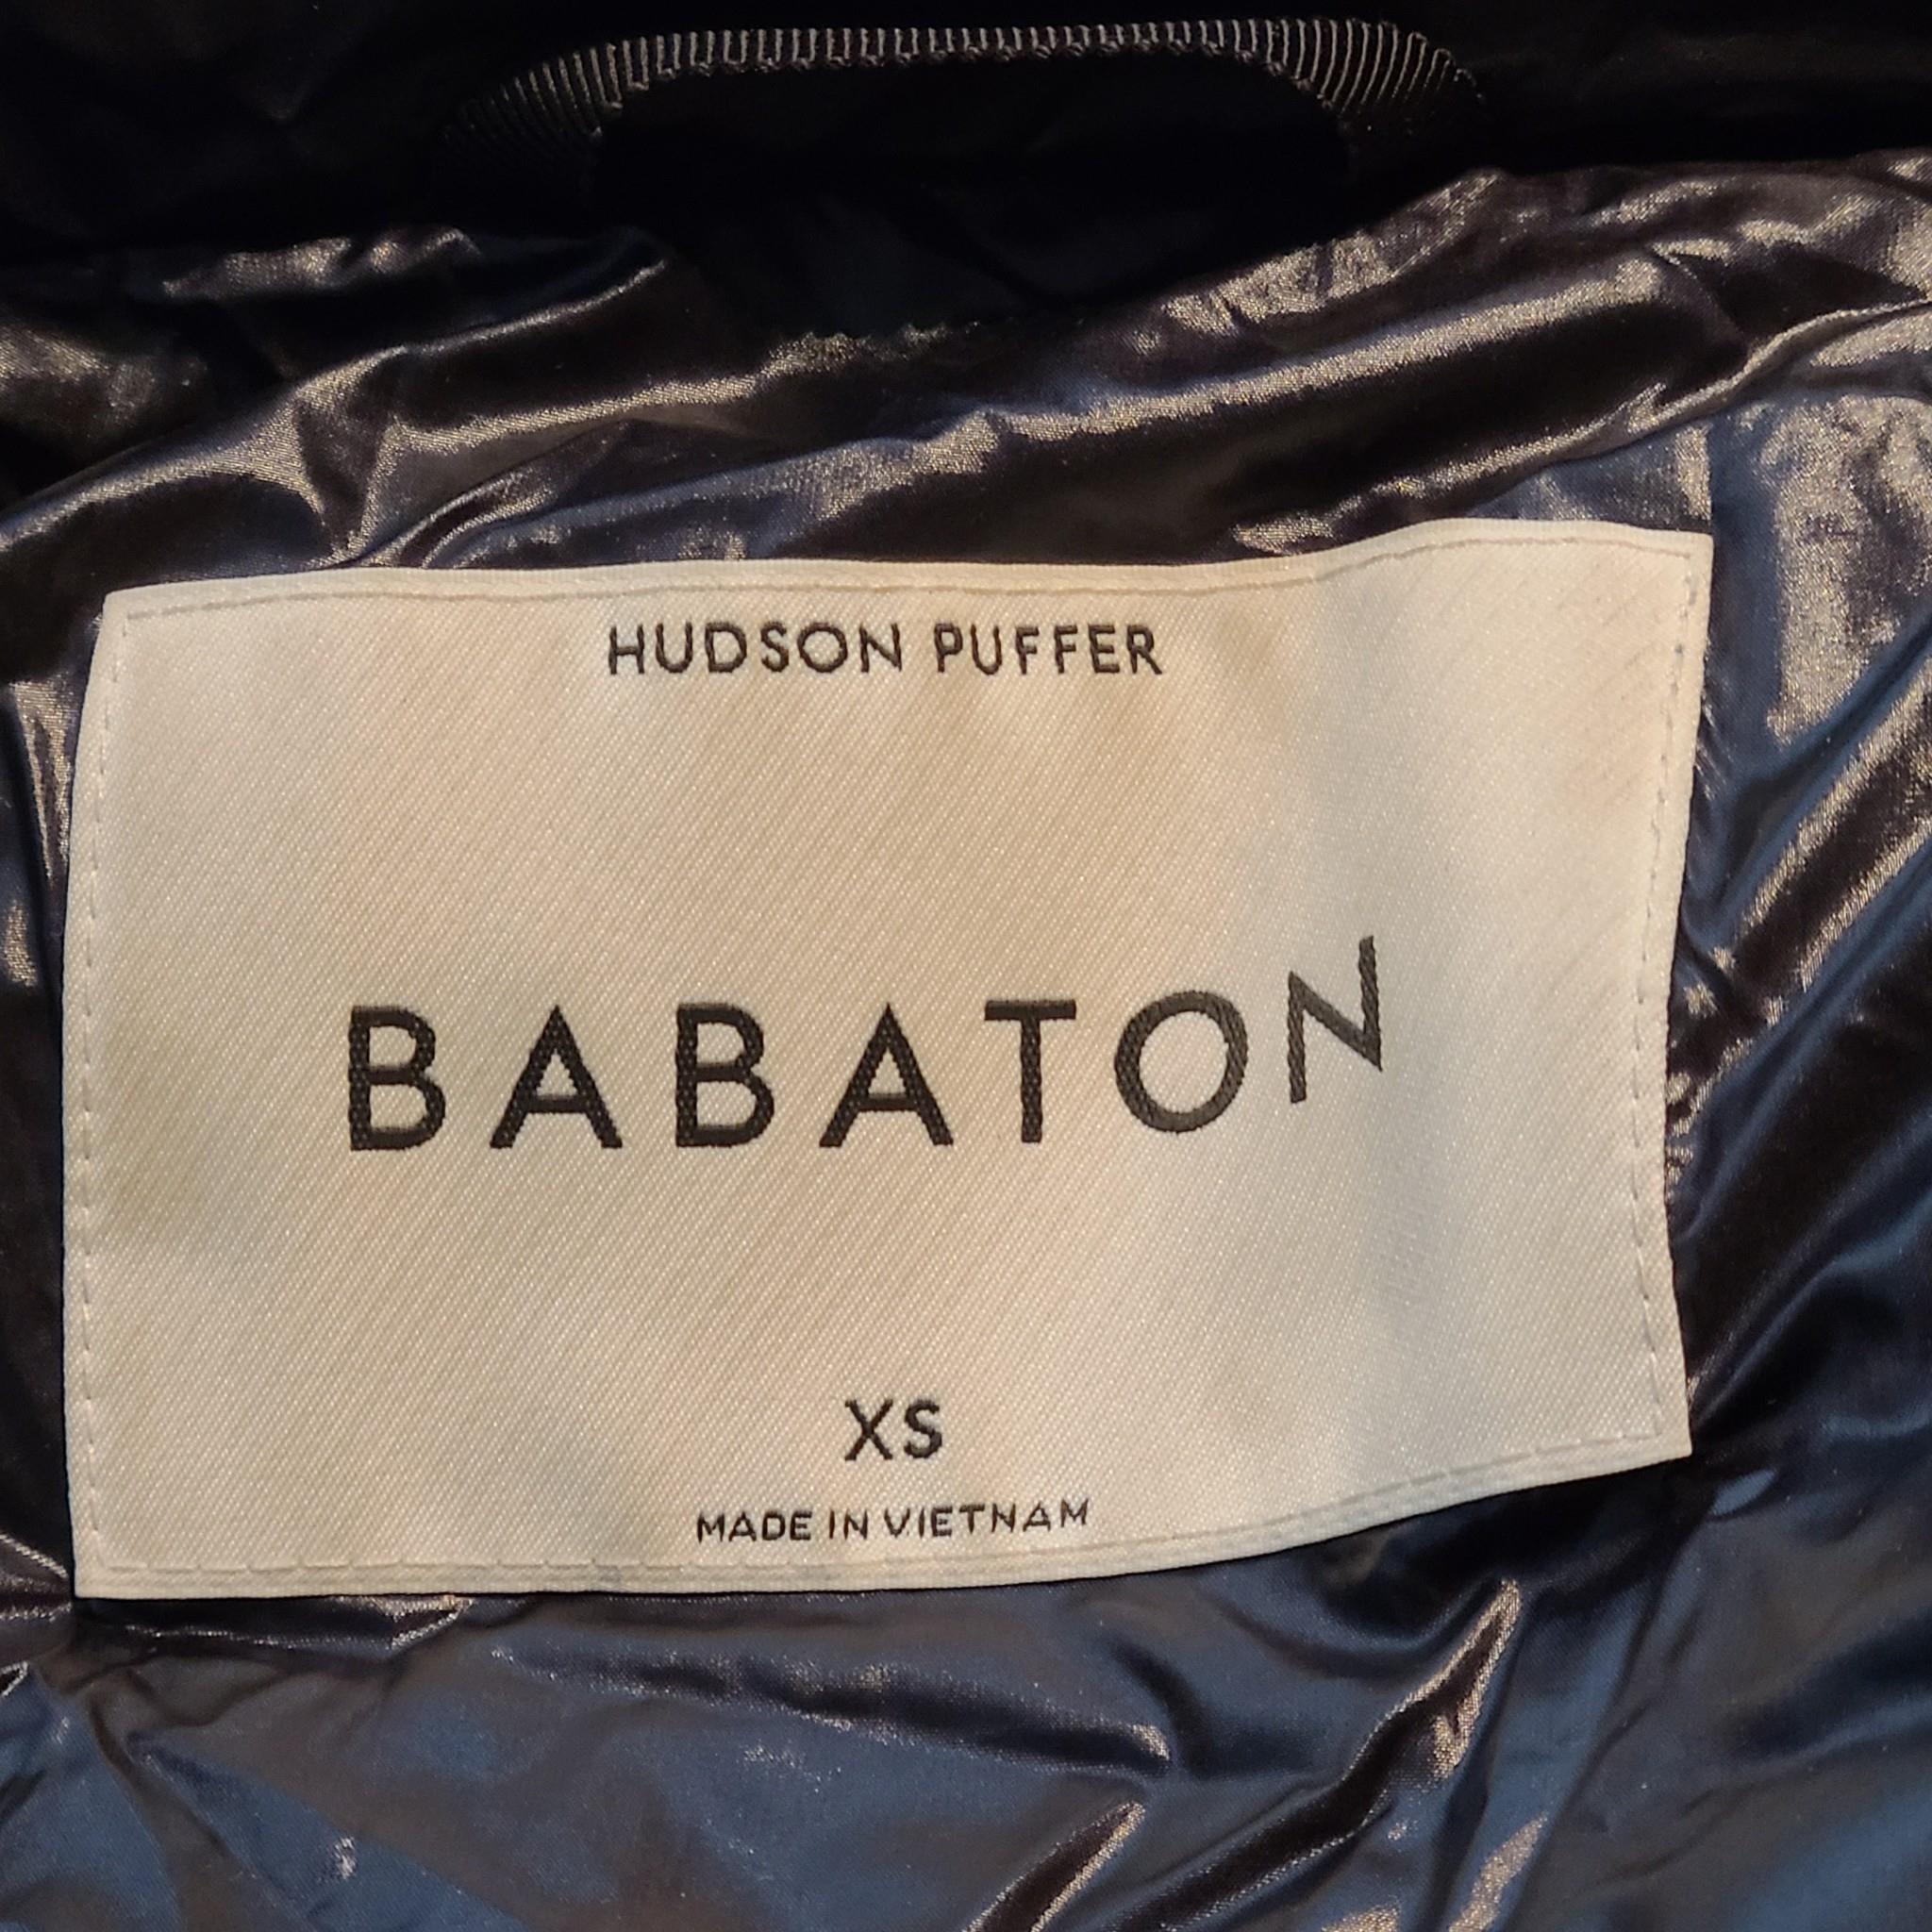 HUDSON PUFFER
BABATON
XS
MADE IN VIETNAM